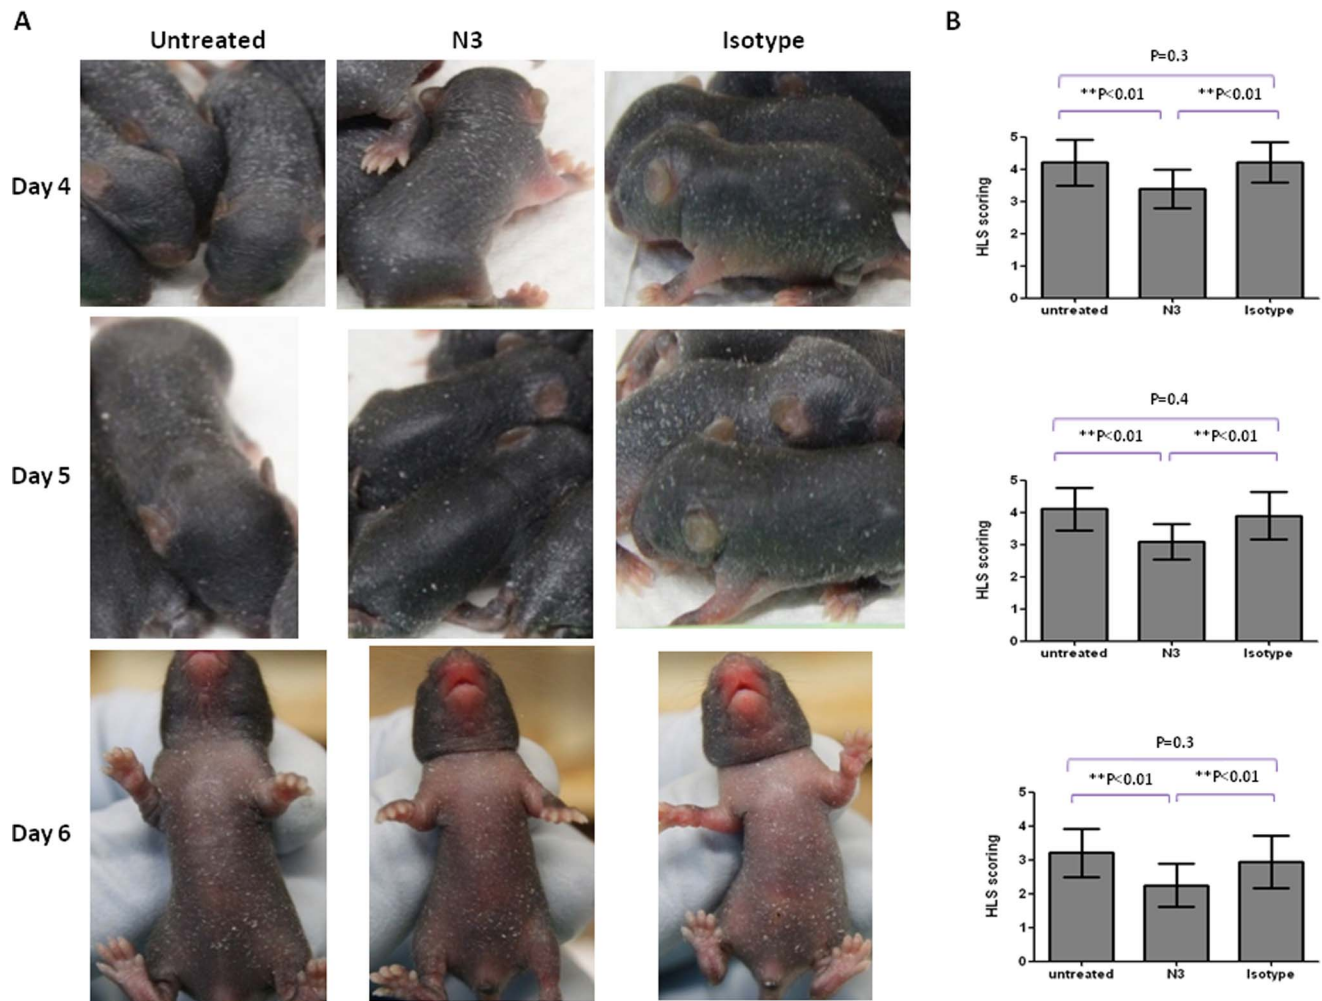 A
B
Untreated
N3
Isotype
Day 4
Day 5
Day 6
P=0.3
**P<0.01
**P<0.01
HLS scoring
5
4
3
2
1
0
untreated
N3
Isotype
P=0.4
**P<0.01
**P<0.01
HLS scoring
5
4
3
2
1
0
untreated
N3
Isotype
P=0.3
**P<0.01
**P<0.01
HLS scoring
5
4
3
2
1
0
untreated
N3
Isotype